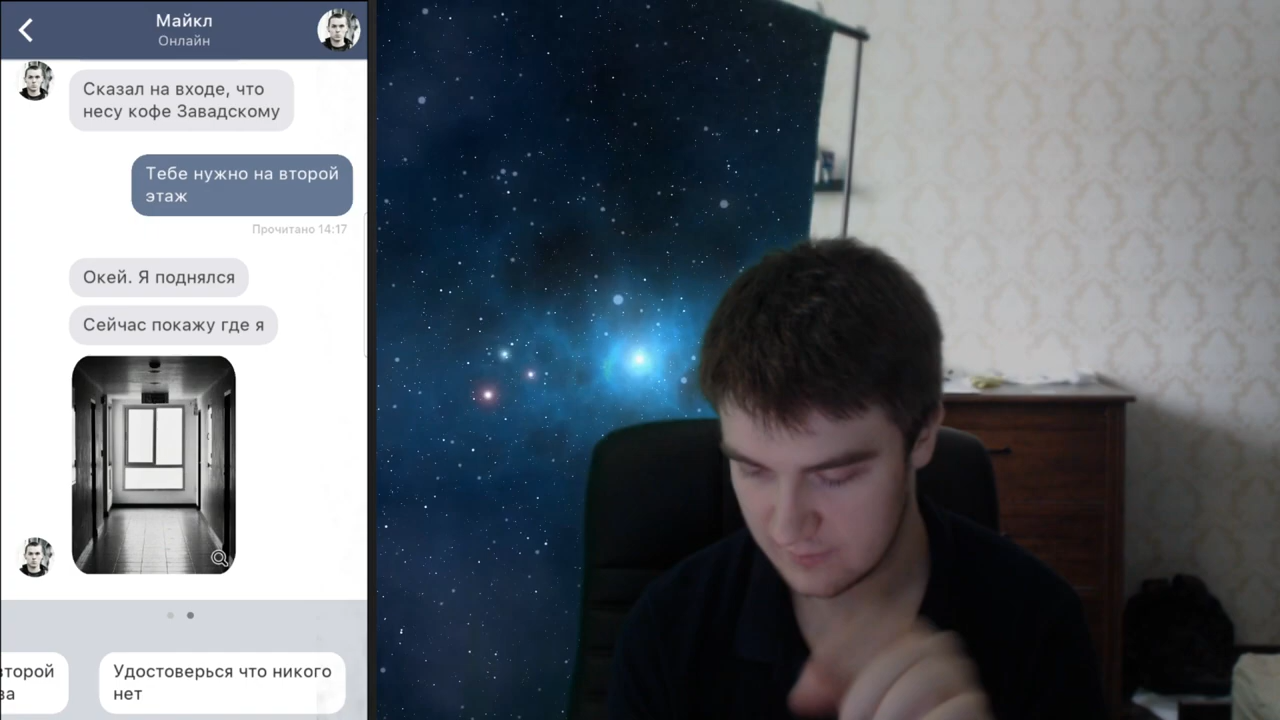 Майкл
Онлайн
Сказал на входе, что
несу кофе Завадскому
Тебе нужно на второй
этаж
Прочитано 14:17
Окей. Я поднялся
Сейчас покажу где я
Удостоверься что никого
нет